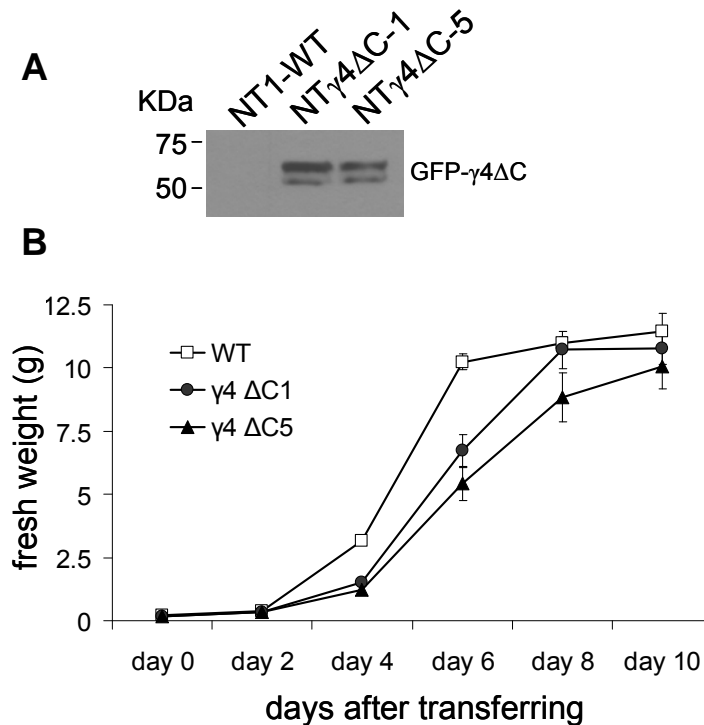 A
KDa
NT1-WT
NTγ4ΔC-1
NTγ4ΔC-5
75
50
GFP-γ4ΔC
B
fresh weight (g)
12.5
10
7.5
5
2.5
0
WT
γ4 ΔC1
γ4 ΔC5
day 0 day 2 day 4 day 6 day 8 day 10
days after transferring